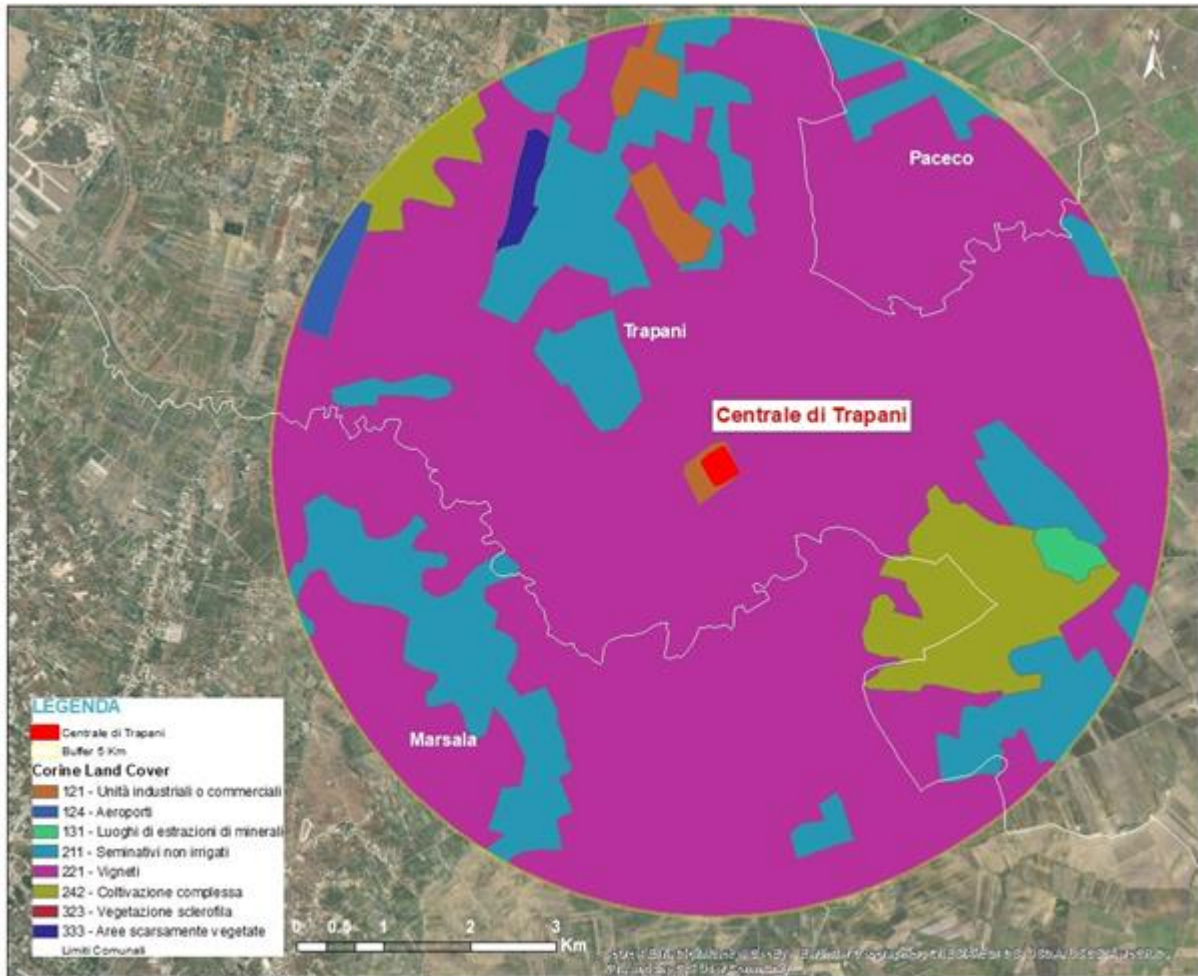 N
Paceco
Trapani
Centrale di Trapani
Marsala
LEGENDA
Centrale di Trapani
Buffer 5 Km
Corine Land Cover
121 - Unità industriali o commerciali
124 - Aeroporti
131 - Luoghi di estrazioni di minerali
211 - Seminativi non irrigati
221 - Vigneti
242 - Coltivazione complessa
323 - Vegetazione sclerofila
333 - Aree scarsamente vegetate
Limiti Comunali
0 0.5 1 2 3
Km